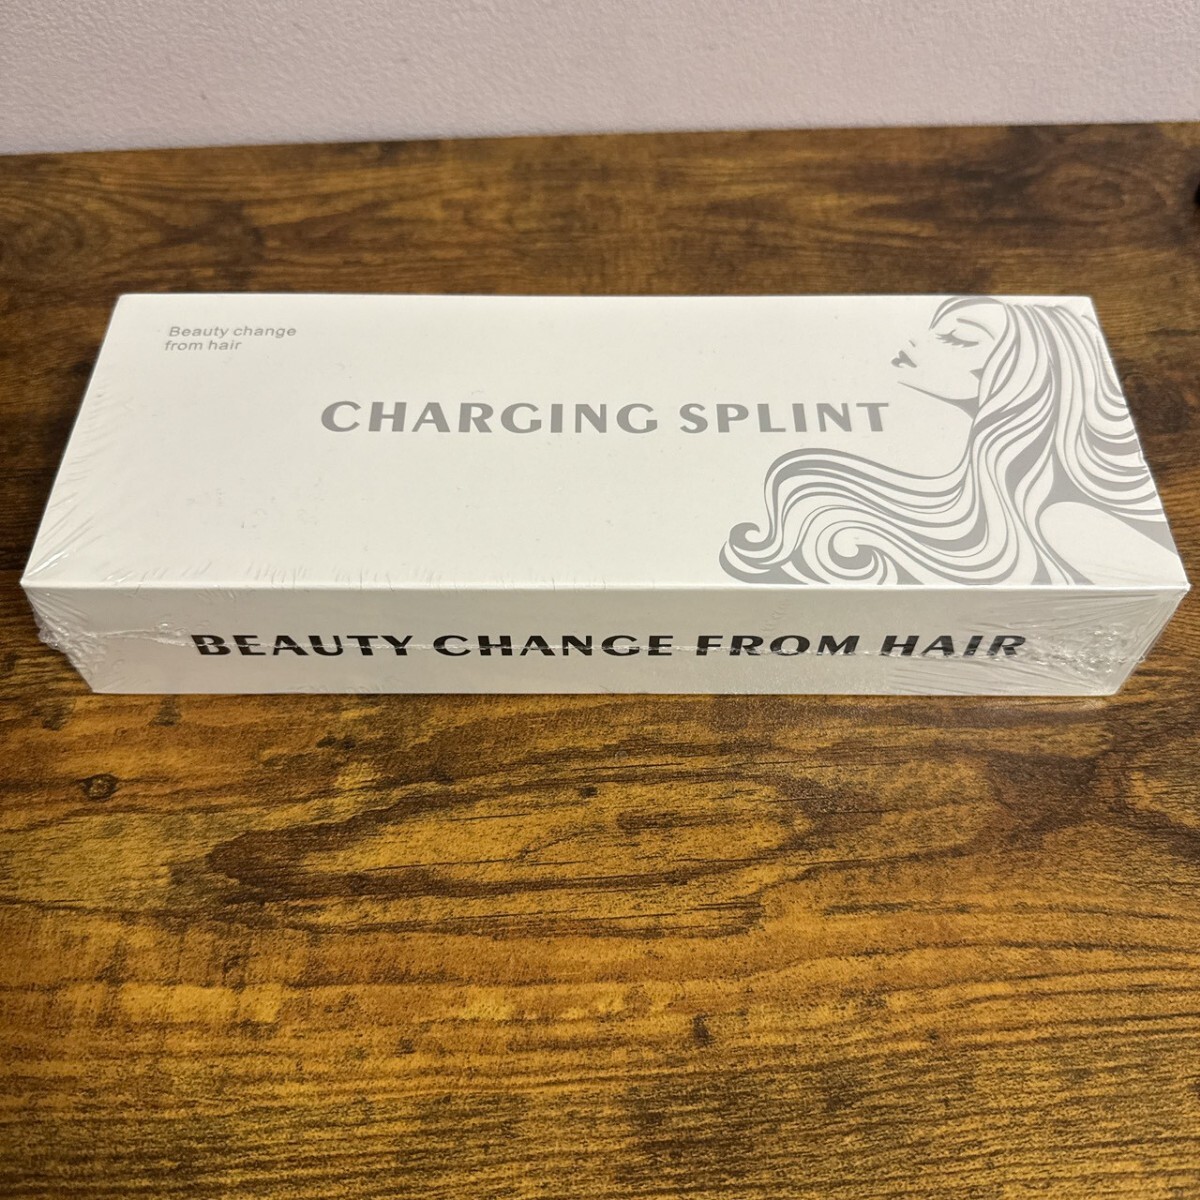 Beauty change
from hair
CHARGING SPLINT
BEAUTY CHANGE FROM HAIR